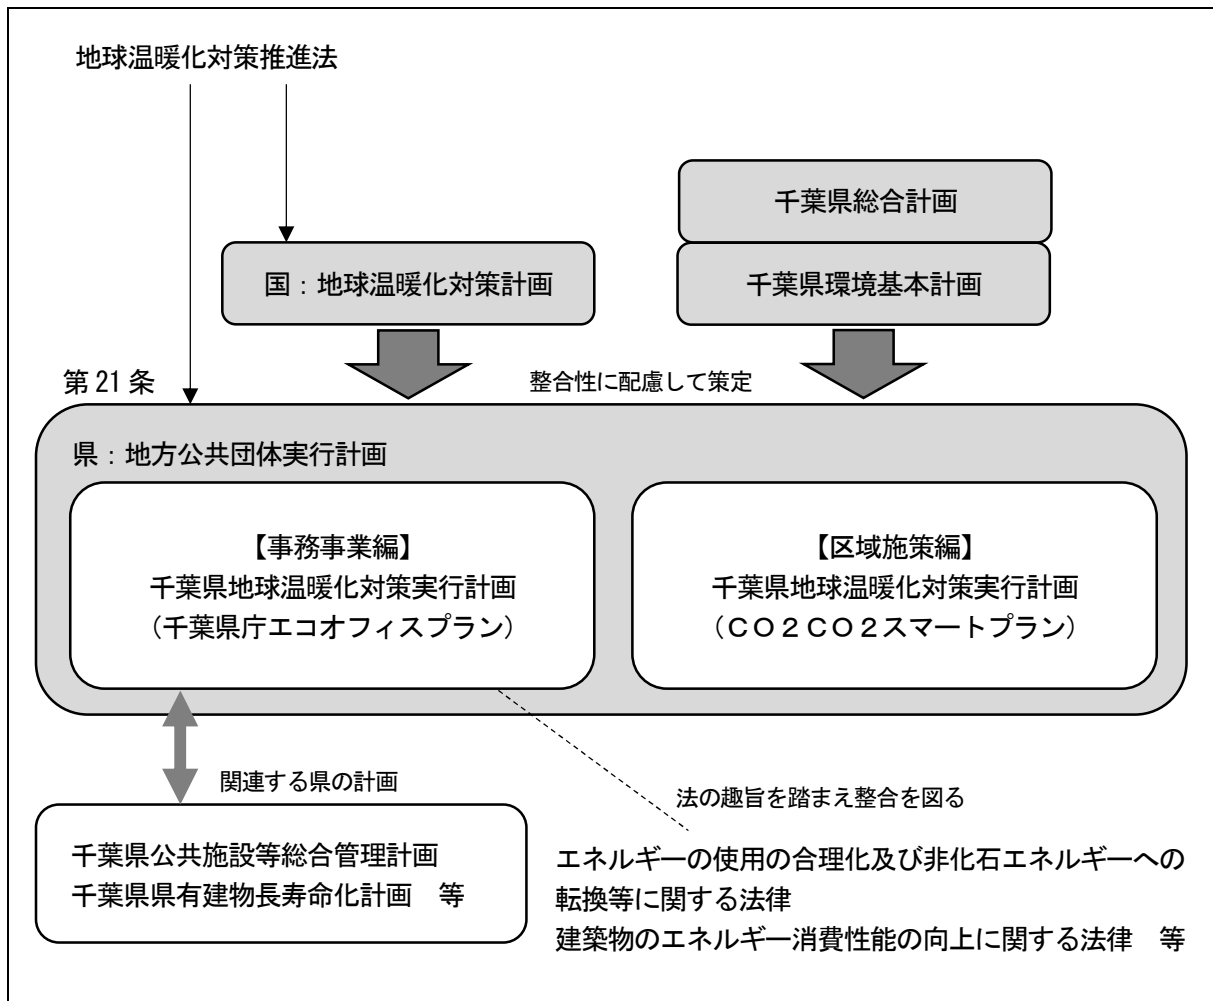 地球温暖化対策推進法
千葉県総合計画
国：地球温暖化対策計画
千葉県環境基本計画
第21条
整合性に配慮して策定
県：地方公共団体実行計画
【事務事業編】
千葉県地球温暖化対策実行計画
（千葉県庁エコオフィスプラン）
【区域施策編】
千葉県地球温暖化対策実行計画
（ＣＯ２ＣＯ２スマートプラン）
関連する県の計画
法の趣旨を踏まえ整合を図る
千葉県公共施設等総合管理計画
千葉県県有建物長寿命化計画　等
エネルギーの使用の合理化及び非化石エネルギーへの
転換等に関する法律
建築物のエネルギー消費性能の向上に関する法律　等